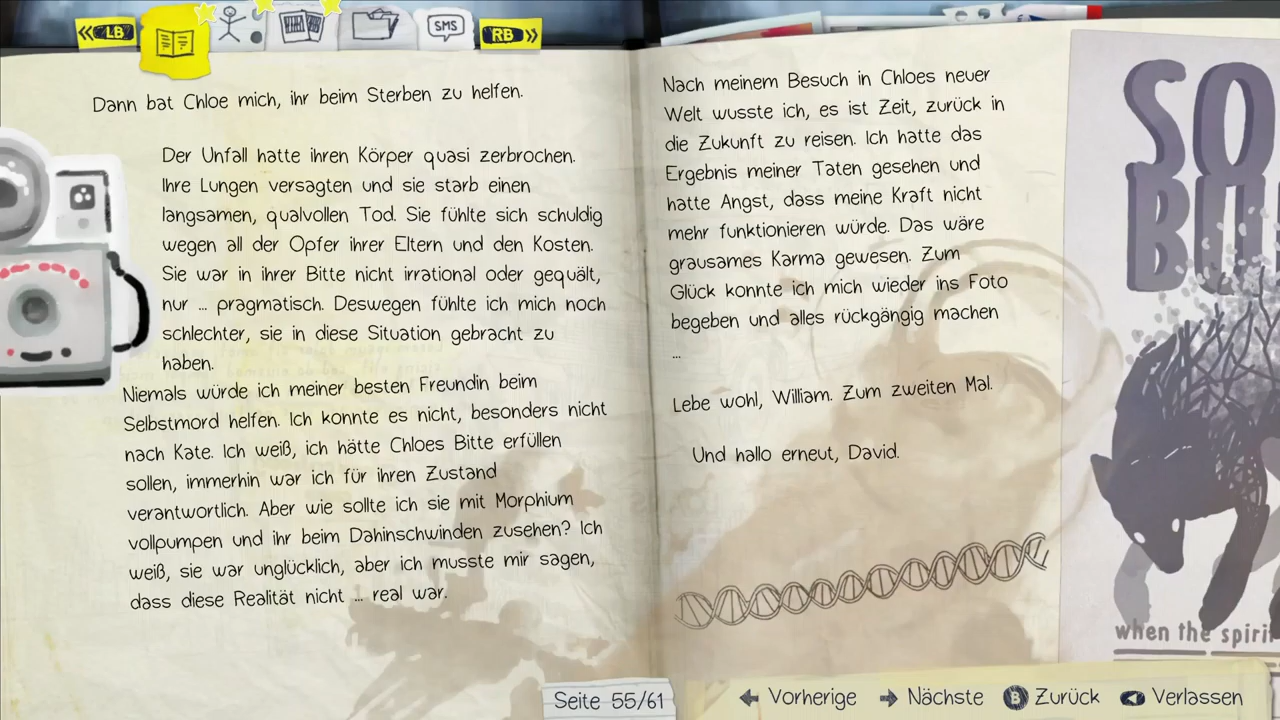 LB
SMS
RB
Dann bat Chloe mich, ihr beim Sterben zu helfen.
Der Unfall hatte ihren Körper quasi zerbrochen.
Ihre Lungen versagten und sie starb einen
langsamen, qualvollen Tod. Sie fühlte sich schuldig
wegen all der Opfer ihrer Eltern und den Kosten.
Sie war in ihrer Bitte nicht irrational oder gequält,
nur ... pragmatisch. Deswegen fühlte ich mich noch
schlechter, sie in diese Situation gebracht zu
haben.
Niemals würde ich meiner besten Freundin beim
Selbstmord helfen. Ich konnte es nicht, besonders nicht
nach Kate. Ich weiß, ich hätte Chloes Bitte erfüllen
sollen, immerhin war ich für ihren Zustand
verantwortlich. Aber wie sollte ich sie mit Morphium
vollpumpen und ihr beim Dahinschwinden zusehen? Ich
weiß, sie war unglücklich, aber ich musste mir sagen,
dass diese Realität nicht ... real war.
Nach meinem Besuch in Chloes neuer
Welt wusste ich, es ist Zeit, zurück in
die Zukunft zu reisen. Ich hatte das
Ergebnis meiner Taten gesehen und
hatte Angst, dass meine Kraft nicht
mehr funktionieren würde. Das wäre
grausames Karma gewesen. Zum
Glück konnte ich mich wieder ins Foto
begeben und alles rückgängig machen
...
Lebe wohl, William. Zum zweiten Mal.
Und hallo erneut, David.
SO
BU
when the spiri
Seite 55/61
Vorherige
Nächste
B Zurück
Verlassen